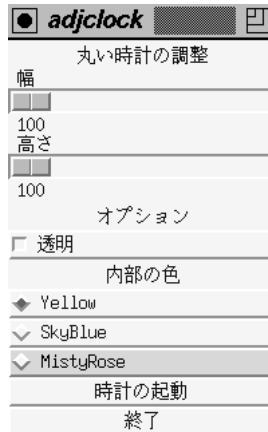 adjclock
丸い時計の調整
幅
100
高さ
100
オプション
透明
内部の色
Yellow
SkyBlue
MistyRose
時計の起動
終了